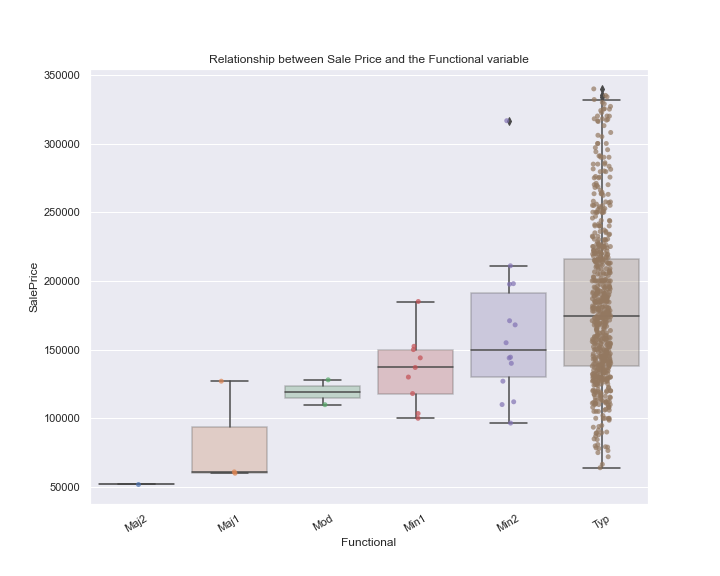 Relationship between Sale Price and the Functional variable
350000
300000
250000
200000
150000
100000
50000
SalePrice
Maj2 Maj1 Mod Min1 Min2 Typ
Functional